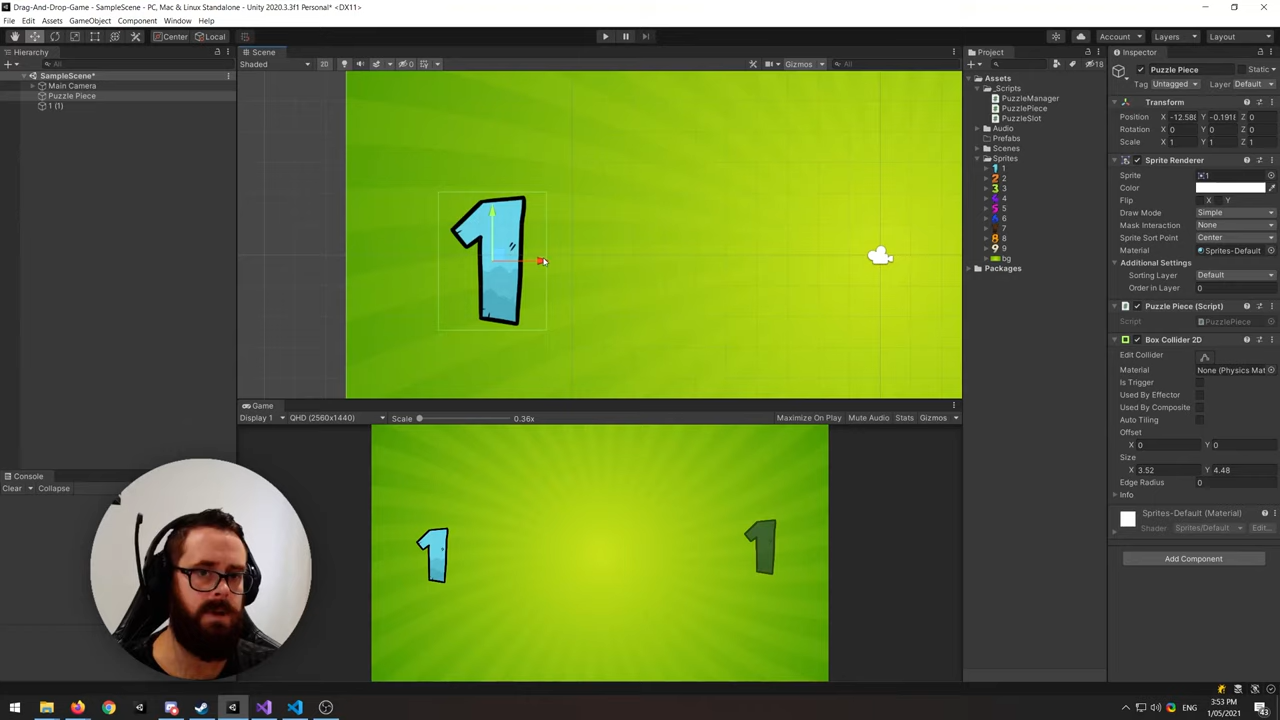 Drag-And-Drop-Game - SampleScene - PC, Mac & Linux Standalone - Unity 2020.3.3f1 Personal* <DX11>
File Edit Assets GameObject Component Window Help
Center Local Account Layers Layout
Hierarchy
All
SampleScene*
Main Camera
Puzzle Piece
1 (1)
Scene
Shaded 2D 0 Gizmos All
1
Game
Display 1 QHD (2560x1440) Scale 0.36x Maximize On Play Mute Audio Stats Gizmos
1 1
Console
Clear Collapse
Project
18
Assets
_Scripts
PuzzleManager
PuzzlePiece
PuzzleSlot
Audio
Prefabs
Scenes
Sprites
1
2
3
4
5
6
7
8
9
bg
Packages
Inspector
Puzzle Piece Static
Tag Untagged Layer Default
Transform
Position X -12.588 Y -0.1918 Z 0
Rotation X 0 Y 0 Z 0
Scale X 1 Y 1 Z 1
Sprite Renderer
Sprite 1
Color
Flip X Y
Draw Mode Simple
Mask Interaction None
Sprite Sort Point Center
Material Sprites-Default
Additional Settings
Sorting Layer Default
Order in Layer 0
Puzzle Piece (Script)
Script PuzzlePiece
Box Collider 2D
Edit Collider
Material None (Physics Mat
Is Trigger
Used By Effector
Used By Composite
Auto Tiling
Offset
X 0 Y 0
Size
X 3.52 Y 4.48
Edge Radius 0
Info
Sprites-Default (Material)
Shader Sprites/Default Edit...
Add Component
ENG 3:53 PM
1/05/2021